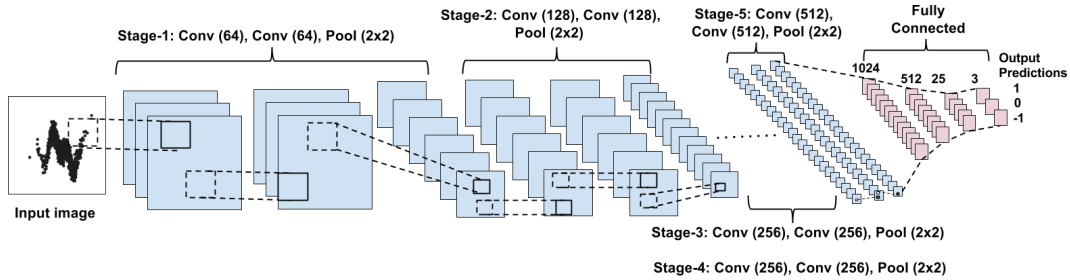 Stage-1: Conv (64), Conv (64), Pool (2x2)
Stage-2: Conv (128), Conv (128),
Pool (2x2)
Stage-5: Conv (512),
Conv (512), Pool (2x2)
Fully
Connected
1024
512
25
3
Output
Predictions
1
0
-1
Input image
Stage-3: Conv (256), Conv (256), Pool (2x2)
Stage-4: Conv (256), Conv (256), Pool (2x2)